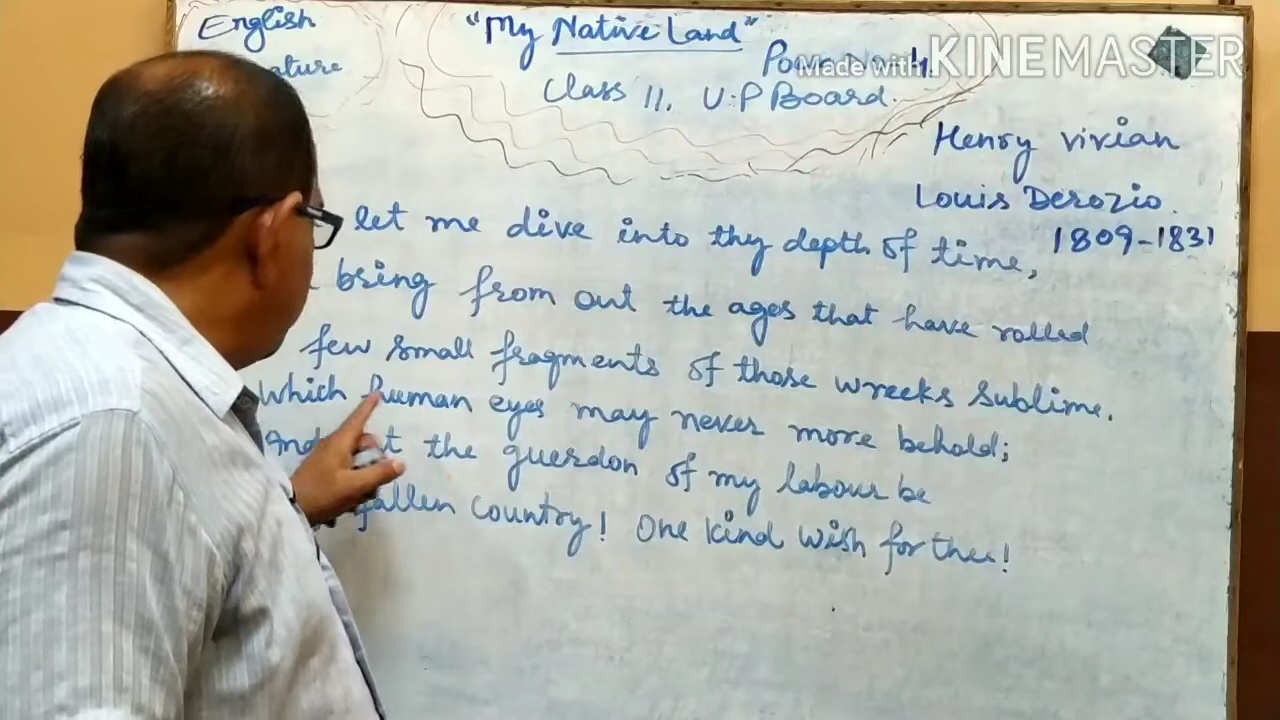 English
"My Native Land"
Class 11. U.P Board.
Made with KINEMASTER
Henry vivian
Louis Derozio.
1809-1831
let me dive into thy depth of time,
bring from out the ages that have rolled
few small fragments of those wrecks sublime.
which human eyes may never more behold;
the guerdon of my labour be
fallen country! One kind wish for thee!